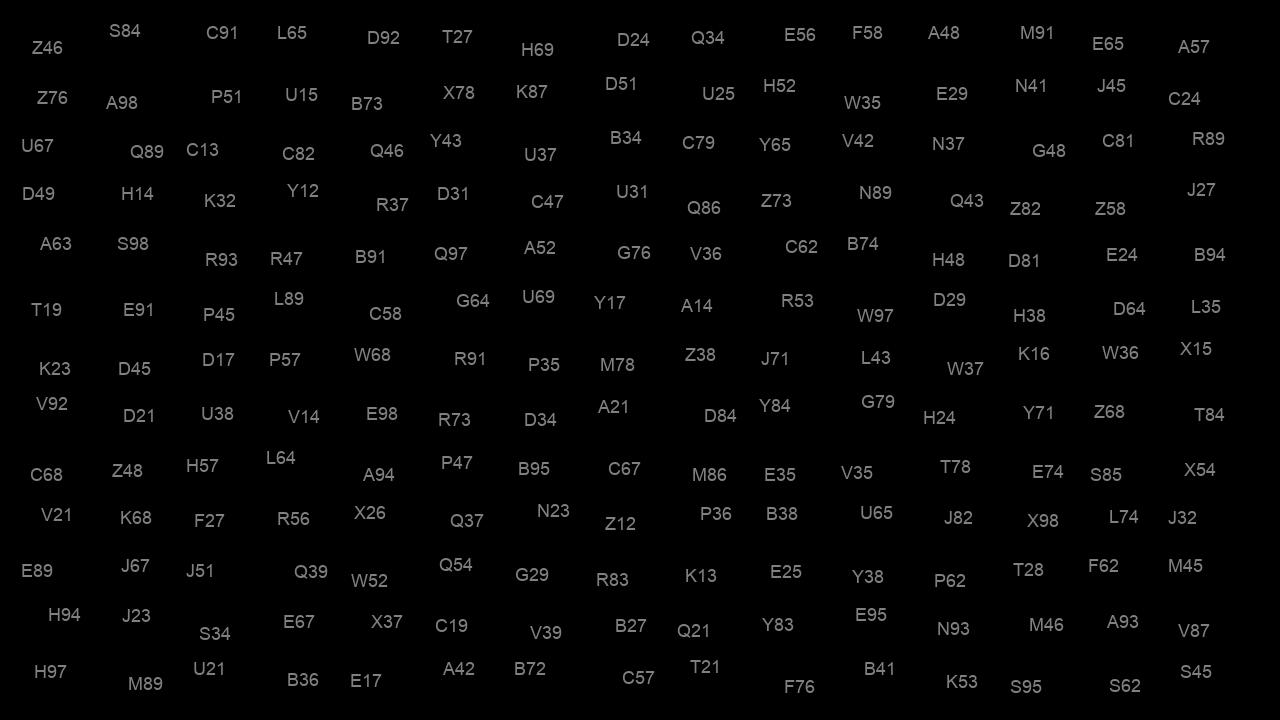 Z46 S84 C91 L65 D92 T27 H69 D24 Q34 E56 F58 A48 M91 E65 A57
Z76 A98 P51 U15 B73 X78 K87 D51 U25 H52 W35 E29 N41 J45 C24
U67 Q89 C13 C82 Q46 Y43 U37 B34 C79 Y65 V42 N37 G48 C81 R89
D49 H14 K32 Y12 R37 D31 C47 U31 Q86 Z73 N89 Q43 Z82 Z58 J27
A63 S98 R93 R47 B91 Q97 A52 G76 V36 C62 B74 H48 D81 E24 B94
T19 E91 P45 L89 C58 G64 U69 Y17 A14 R53 W97 D29 H38 D64 L35
K23 D45 D17 P57 W68 R91 P35 M78 Z38 J71 L43 W37 K16 W36 X15
V92 D21 U38 V14 E98 R73 D34 A21 D84 Y84 G79 H24 Y71 Z68 T84
C68 Z48 H57 L64 A94 P47 B95 C67 M86 E35 V35 T78 E74 S85 X54
V21 K68 F27 R56 X26 Q37 N23 Z12 P36 B38 U65 J82 X98 L74 J32
E89 J67 J51 Q39 W52 Q54 G29 R83 K13 E25 Y38 P62 T28 F62 M45
H94 J23 S34 E67 X37 C19 V39 B27 Q21 Y83 E95 N93 M46 A93 V87
H97 M89 U21 B36 E17 A42 B72 C57 T21 F76 B41 K53 S95 S62 S45